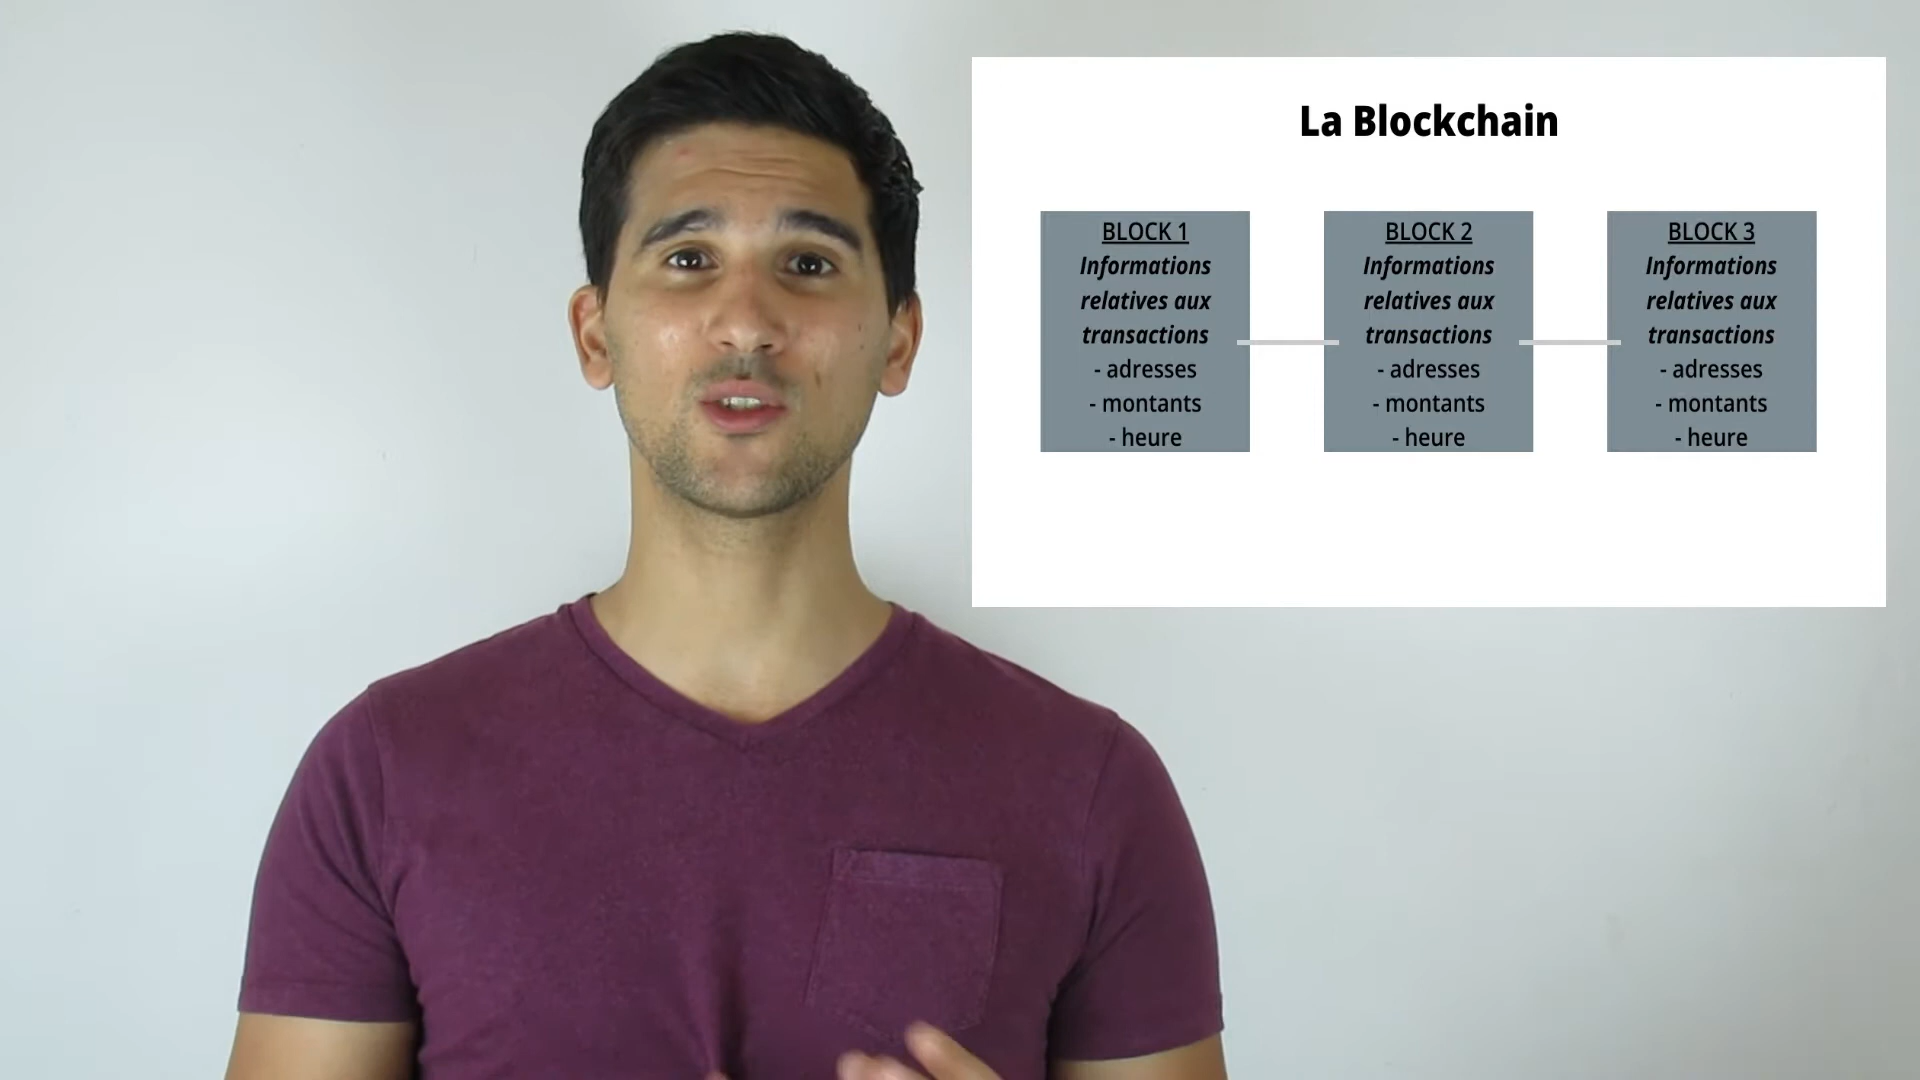 La Blockchain
BLOCK 1
Informations
relatives aux
transactions
- adresses
- montants
- heure
BLOCK 2
Informations
relatives aux
transactions
- adresses
- montants
- heure
BLOCK 3
Informations
relatives aux
transactions
- adresses
- montants
- heure